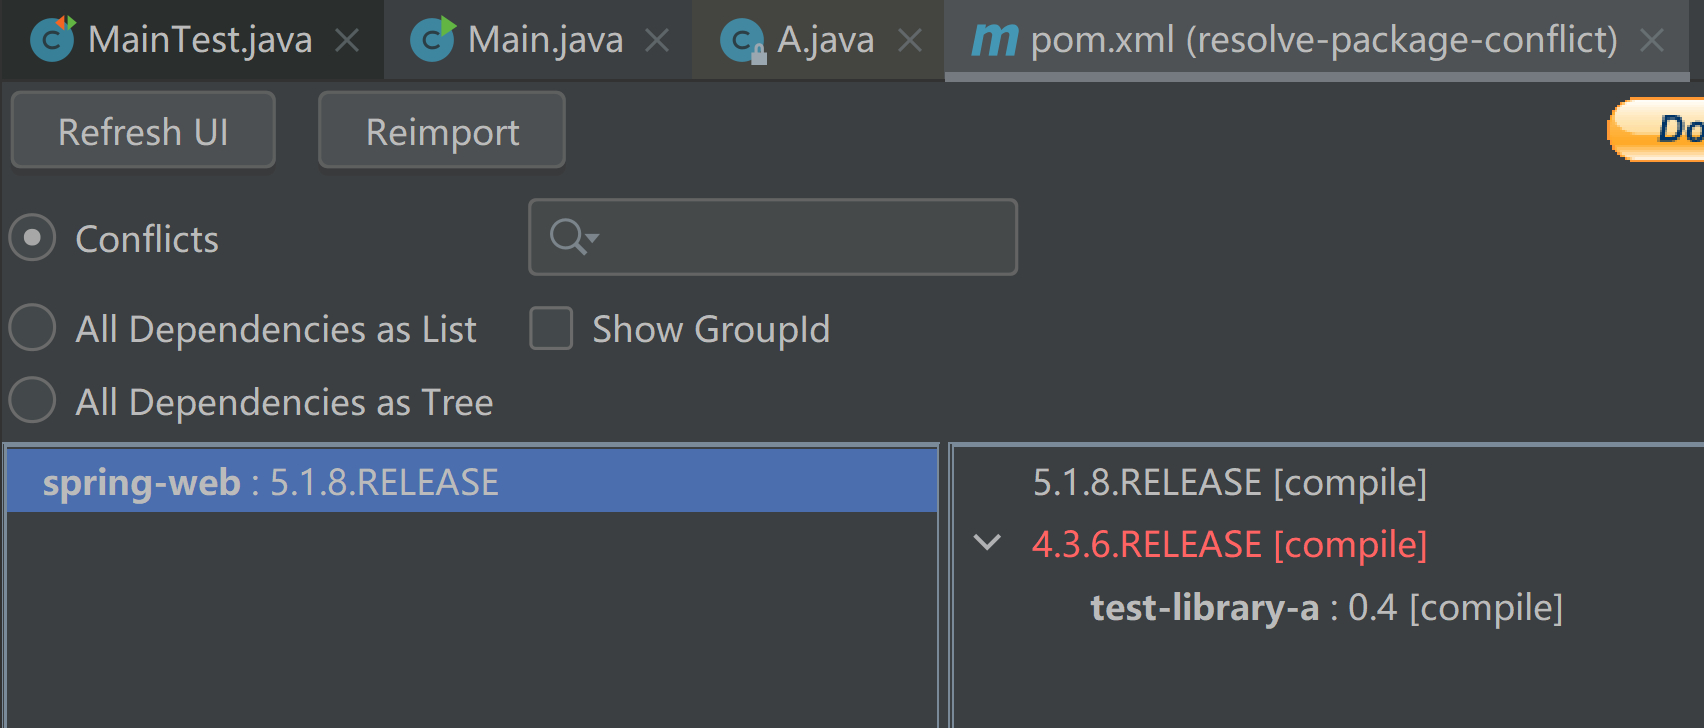 MainTest.java Main.java A.java pom.xml (resolve-package-conflict)
Refresh UI Reimport
Conflicts
All Dependencies as List Show GroupId
All Dependencies as Tree
spring-web : 5.1.8.RELEASE 5.1.8.RELEASE [compile]
4.3.6.RELEASE [compile]
test-library-a : 0.4 [compile]